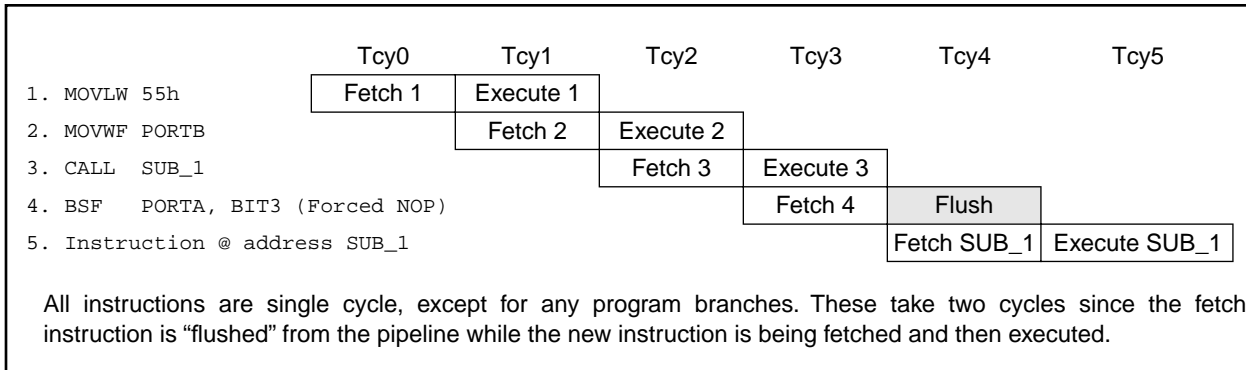 Tcy0 Tcy1 Tcy2 Tcy3 Tcy4 Tcy5
1. MOVLW 55h Fetch 1 Execute 1
2. MOVWF PORTB Fetch 2 Execute 2
3. CALL SUB_1 Fetch 3 Execute 3
4. BSF PORTA, BIT3 (Forced NOP) Fetch 4 Flush
5. Instruction @ address SUB_1 Fetch SUB_1 Execute SUB_1
All instructions are single cycle, except for any program branches. These take two cycles since the fetch
instruction is “flushed” from the pipeline while the new instruction is being fetched and then executed.